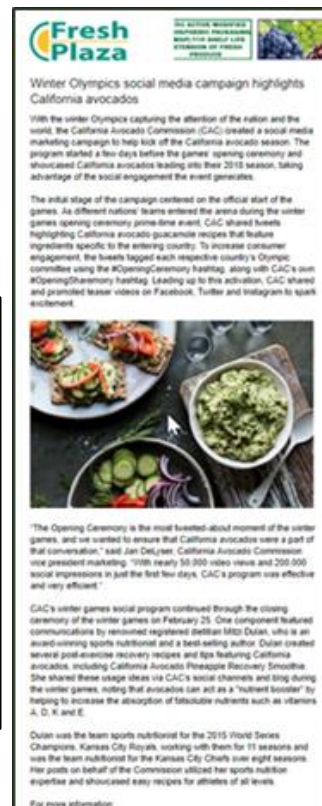 Fresh
Plaza
Winter Olympics social media campaign highlights
California avocados
With the winter Olympics capturing the attention of the nation and the
world, the California Avocado Commission (CAC) created a social media
marketing campaign to help kick off the California avocado season. The
program started a few days before the games' opening ceremony and
showcased California avocados leading into their 2018 season, taking
advantage of the social engagement the event generates.
The initial stage of the campaign centered on the official start of the
games. As different nations' teams entered the arena during the winter
games opening ceremony prime-time event, CAC shared tweets
highlighting California avocado guacamole recipes that feature
ingredients specific to the entering country. To increase consumer
engagement, the tweets tagged each respective country's Olympic
committee using the #OpeningCeremony hashtag, along with CAC's own
hashtag. Leading up to this activation, CAC shared
and promoted teaser videos on Facebook, Twitter and Instagram to spark
excitement.
"The Opening Ceremony is the most tweeted-about moment of the winter
games, and we wanted to ensure that California avocados were a part of
that conversation," said Jan DeLyser, California Avocado Commission
vice president marketing. "With nearly 50,000 video views and 200,000
social impressions in just the first few days, CAC's program was effective
and very efficient."
CAC's winter games social program continued through the closing
ceremony of the winter games on February 25. One component featured
communications by renowned registered dietitian Mitzi Dulan, who is an
award-winning sports nutritionist and a best-selling author. Dulan created
several post-exercise recovery recipes and tips featuring California
avocados, including California Avocado Pineapple Recovery Smoothie.
She shared these usage ideas via CAC's social channels and blog during
the winter games, noting that avocados can act as a "nutrient booster" by
helping to increase the absorption of fatsoluble nutrients such as vitamins
A, D, K and E.
Dulan was the team sports nutritionist for the 2015 World Series
Champions, Kansas City Royals, working with them for 11 seasons and
was the team nutritionist for the Kansas City Chiefs over eight seasons.
Her posts on behalf of the Commission utilized her sports nutrition
expertise and showcased easy recipes for athletes of all levels.
For more information